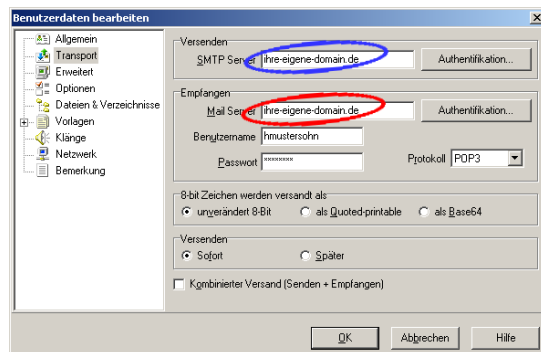 Benutzerdaten bearbeiten
Allgemein
Transport
Erweitert
Optionen
Dateien & Verzeichnisse
Vorlagen
Klänge
Netzwerk
Bemerkung
Versenden
SMTP Server ihre-eigene-domain.de Authentifikation...
Empfangen
Mail Server ihre-eigene-domain.de Authentifikation...
Benutzername hmustersohn
Passwort ******** Protokoll POP3
8-bit Zeichen werden versandt als
unverändert 8-Bit als Quoted-printable als Base64
Versenden
Sofort Später
Kombinierter Versand (Senden + Empfangen)
OK Abbrechen Hilfe